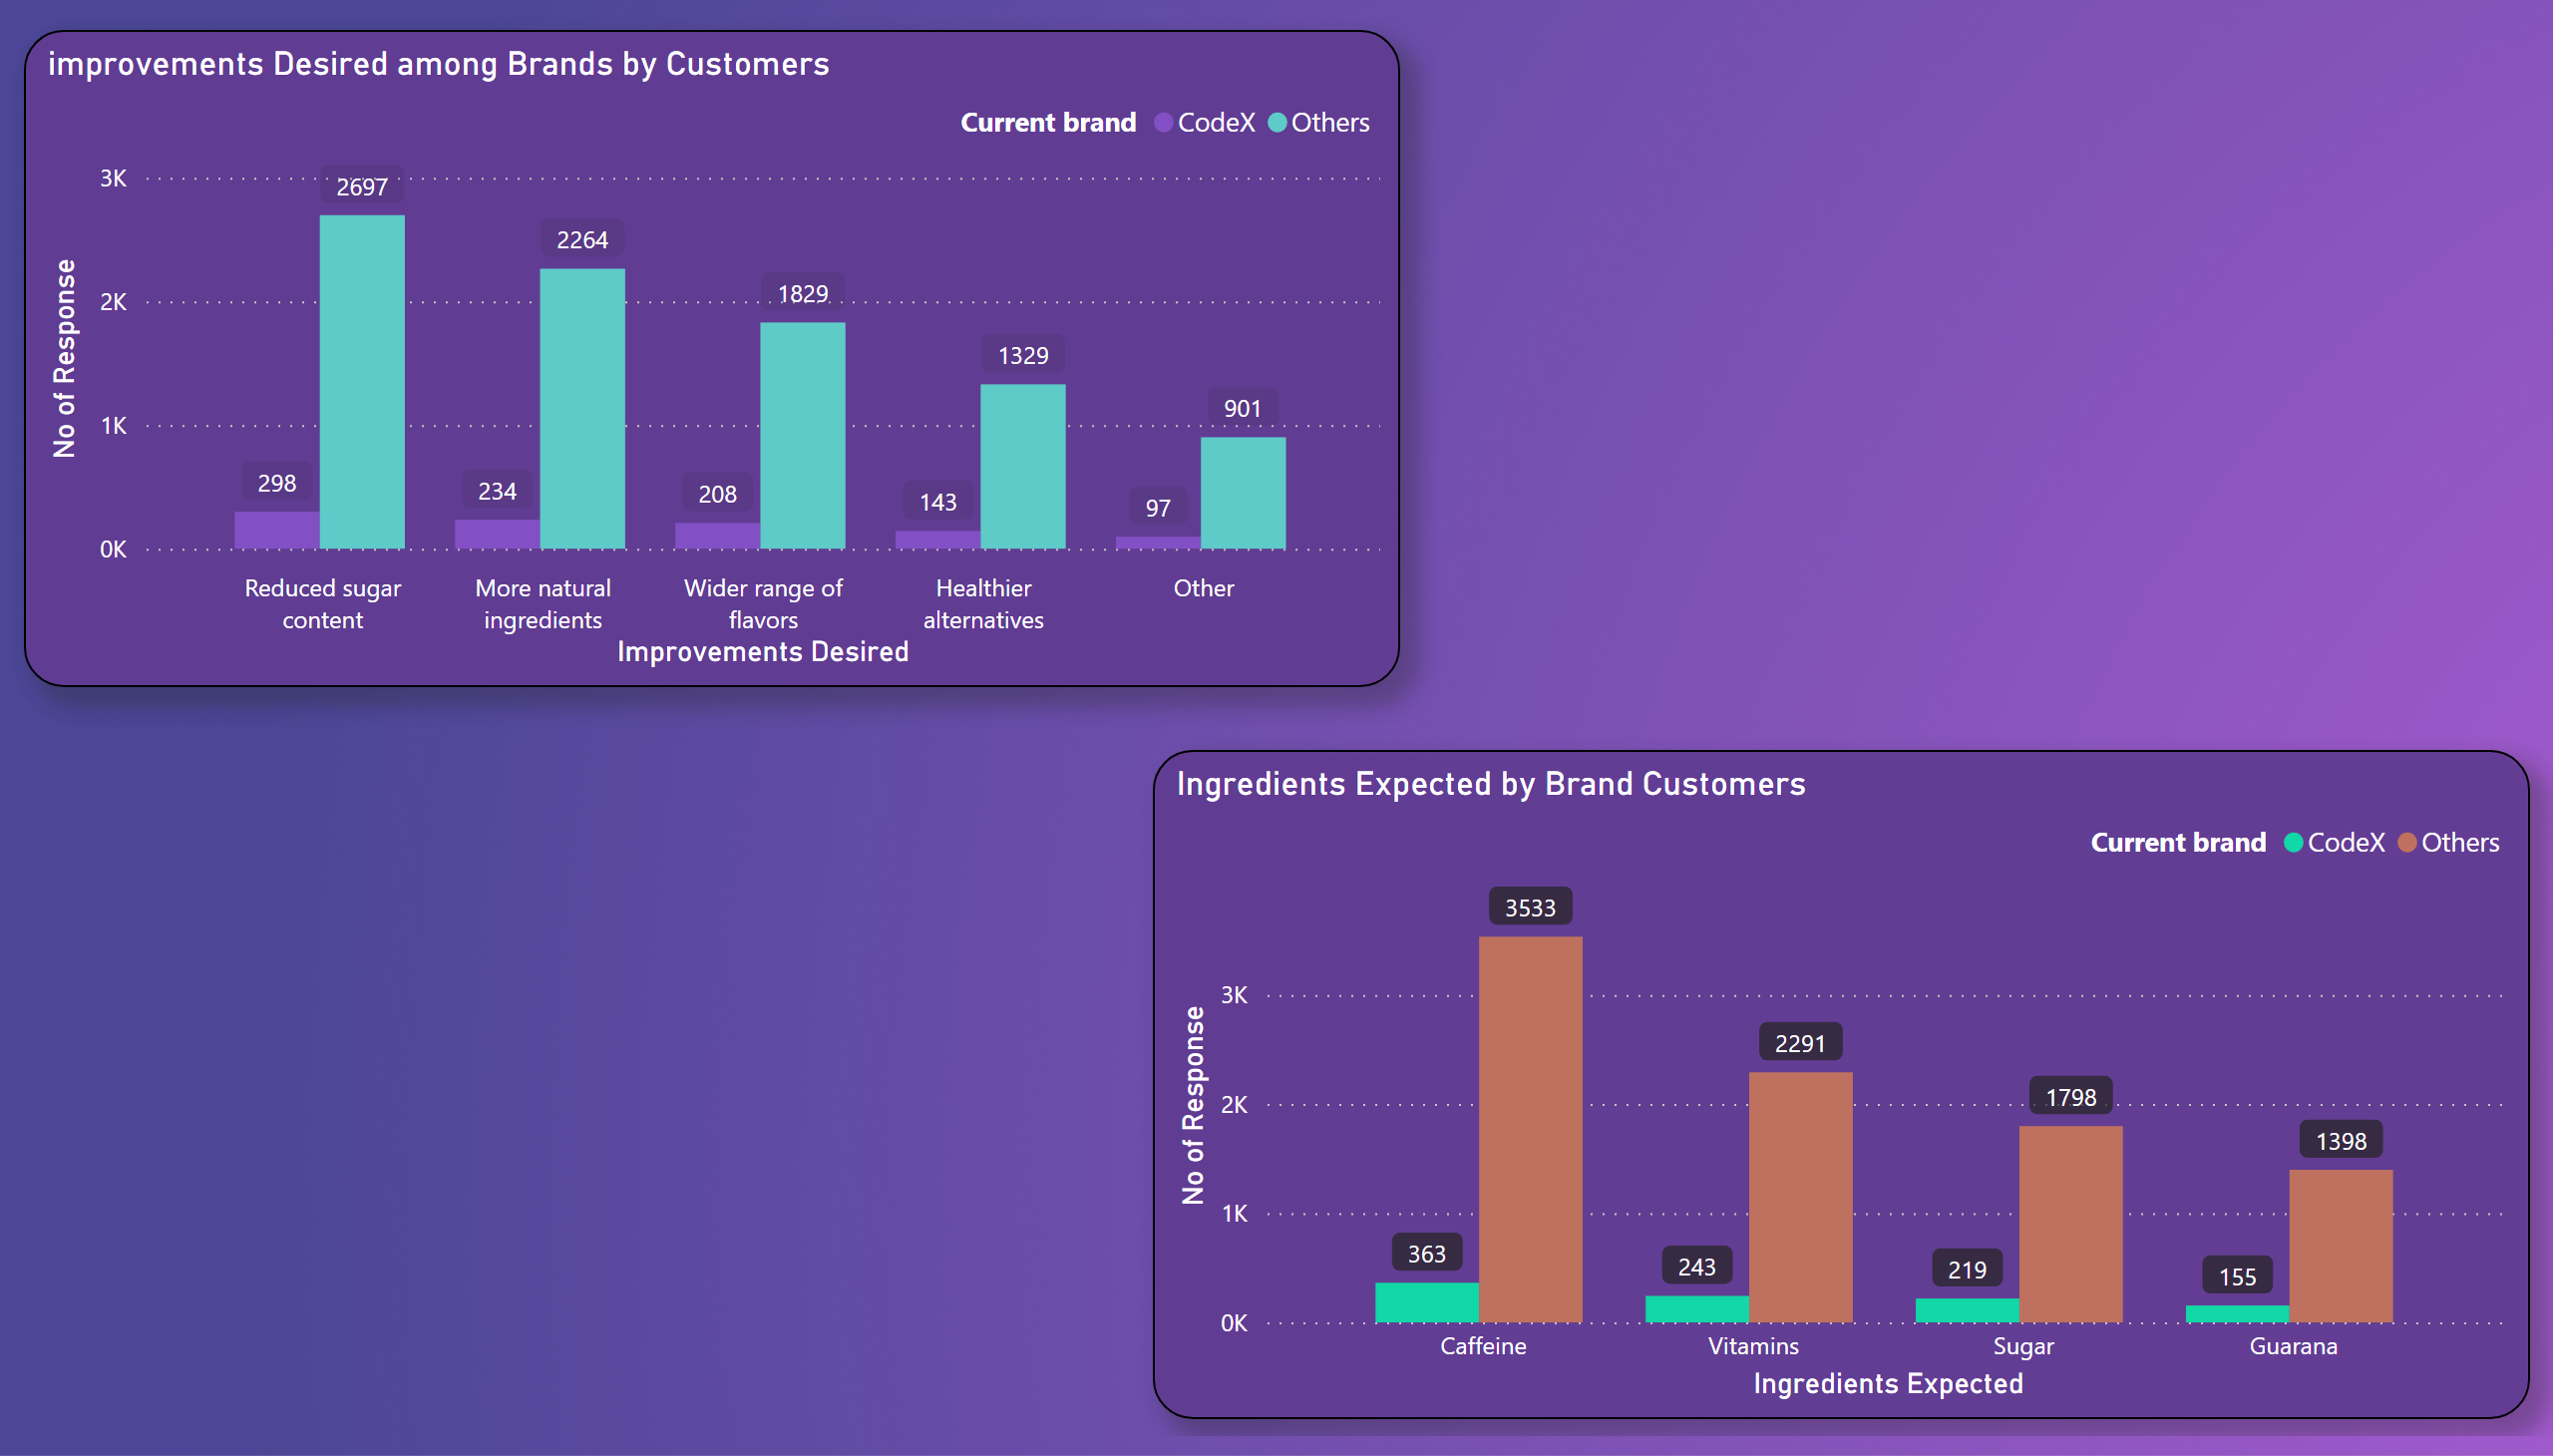 improvements Desired among Brands by Customers
Current brand CodeX Others
No of Response
3K
2K
1K
0K
2697
2264
1829
1329
901
298
234
208
143
97
Reduced sugar content
More natural ingredients
Wider range of flavors
Healthier alternatives
Other
Improvements Desired
Ingredients Expected by Brand Customers
Current brand CodeX Others
No of Response
3K
2K
1K
0K
3533
2291
1798
1398
363
243
219
155
Caffeine
Vitamins
Sugar
Guarana
Ingredients Expected